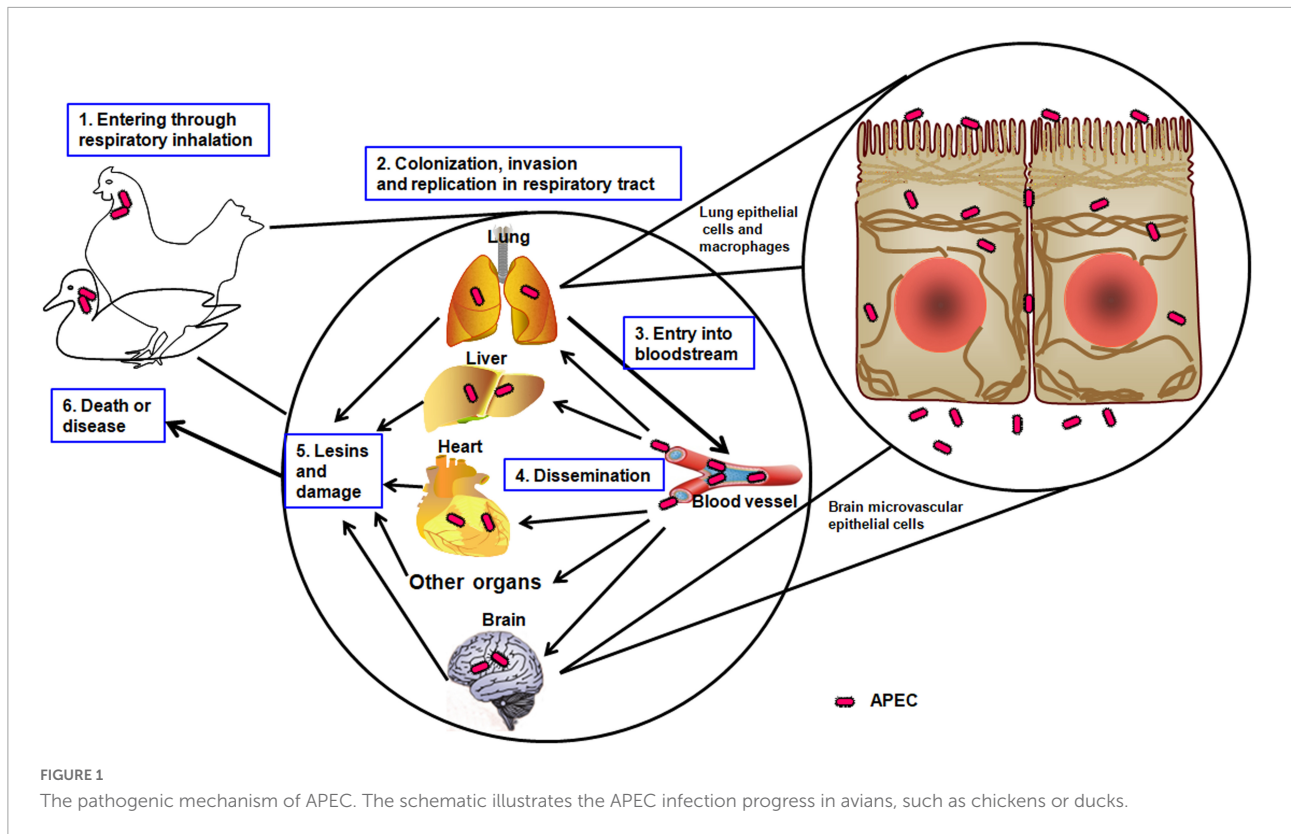 1. Entering through
respiratory inhalation
2. Colonization, invasion
and replication in respiratory tract
Lung epithelial
cells and
macrophages
Lung
3. Entry into
bloodstream
Liver
6. Death or
disease
5. Lesins
and
damage
Heart
4. Dissemination
Blood vessel
Brain microvascular
epithelial cells
Other organs
Brain
APEC
FIGURE 1
The pathogenic mechanism of APEC. The schematic illustrates the APEC infection progress in avians, such as chickens or ducks.